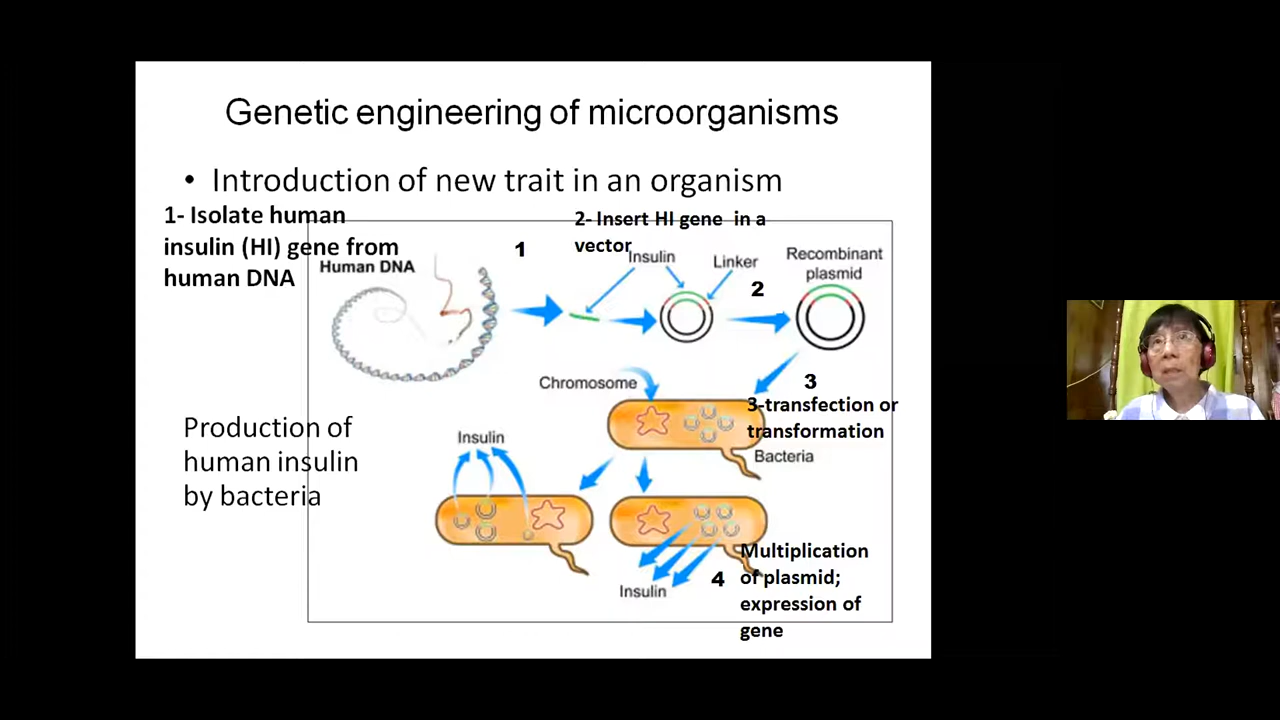 Genetic engineering of microorganisms
• Introduction of new trait in an organism
1- Isolate human
insulin (HI) gene from
human DNA
2- Insert HI gene in a
vector
1
Human DNA
Insulin
Linker
2
Recombinant
plasmid
Chromosome
3
3-transfection or
transformation
Bacteria
Production of
human insulin
by bacteria
Insulin
Insulin
4
Multiplication
of plasmid;
expression of
gene